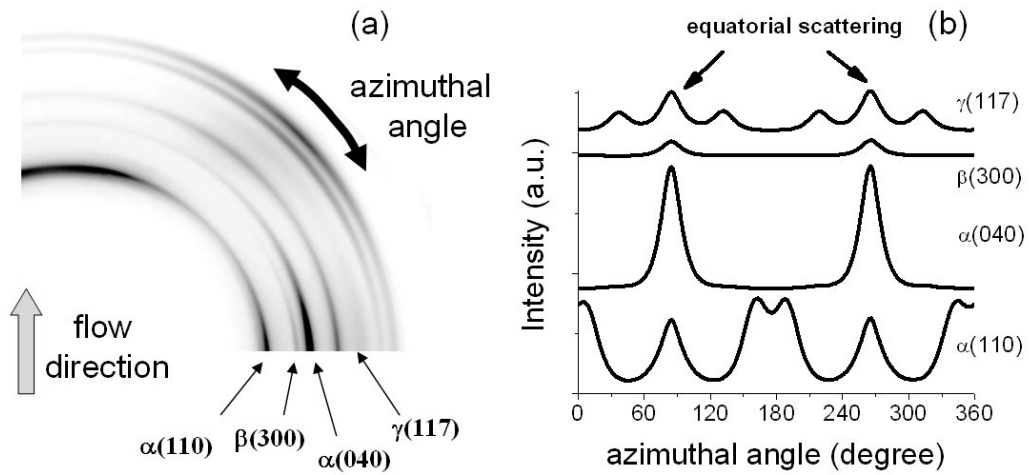 (a)
azimuthal
angle
flow
direction
α(110)
β(300)
α(040)
γ(117)
equatorial scattering
(b)
γ(117)
β(300)
α(040)
α(110)
Intensity (a.u.)
0 60 120 180 240 300 360
azimuthal angle (degree)